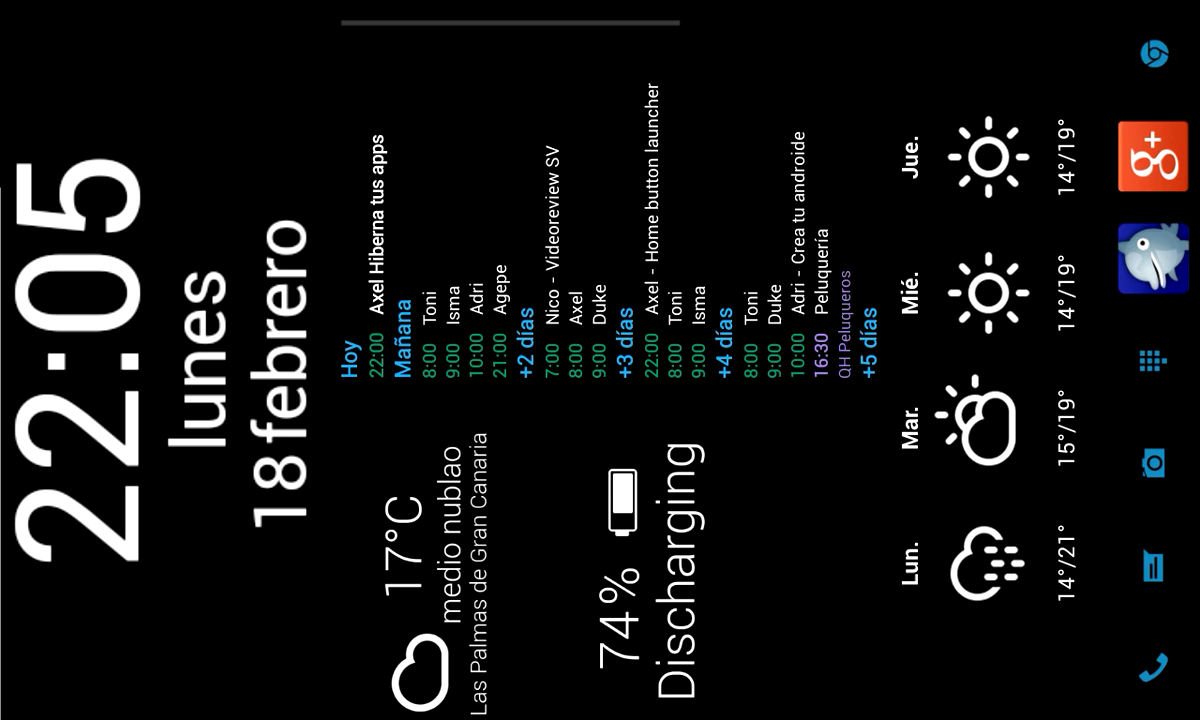 22:05
lunes
18 febrero
17°C
medio nublao
Las Palmas de Gran Canaria
74% 
Discharging
Hoy
22:00 Axel Hiberna tus apps
Mañana
8:00 Toni
9:00 Isma
10:00 Adri
21:00 Agepe
+2 días
7:00 Nico - Videoreview SV
8:00 Axel
9:00 Duke
+3 días
22:00 Axel - Home button launcher
8:00 Toni
9:00 Isma
+4 días
8:00 Toni
9:00 Duke
10:00 Adri - Crea tu androide
16:30 Peluquería
QH Peluqueros
+5 días
Lun. Mar. Mié. Jue.
14°/21° 15°/19° 14°/19° 14°/19°
g+